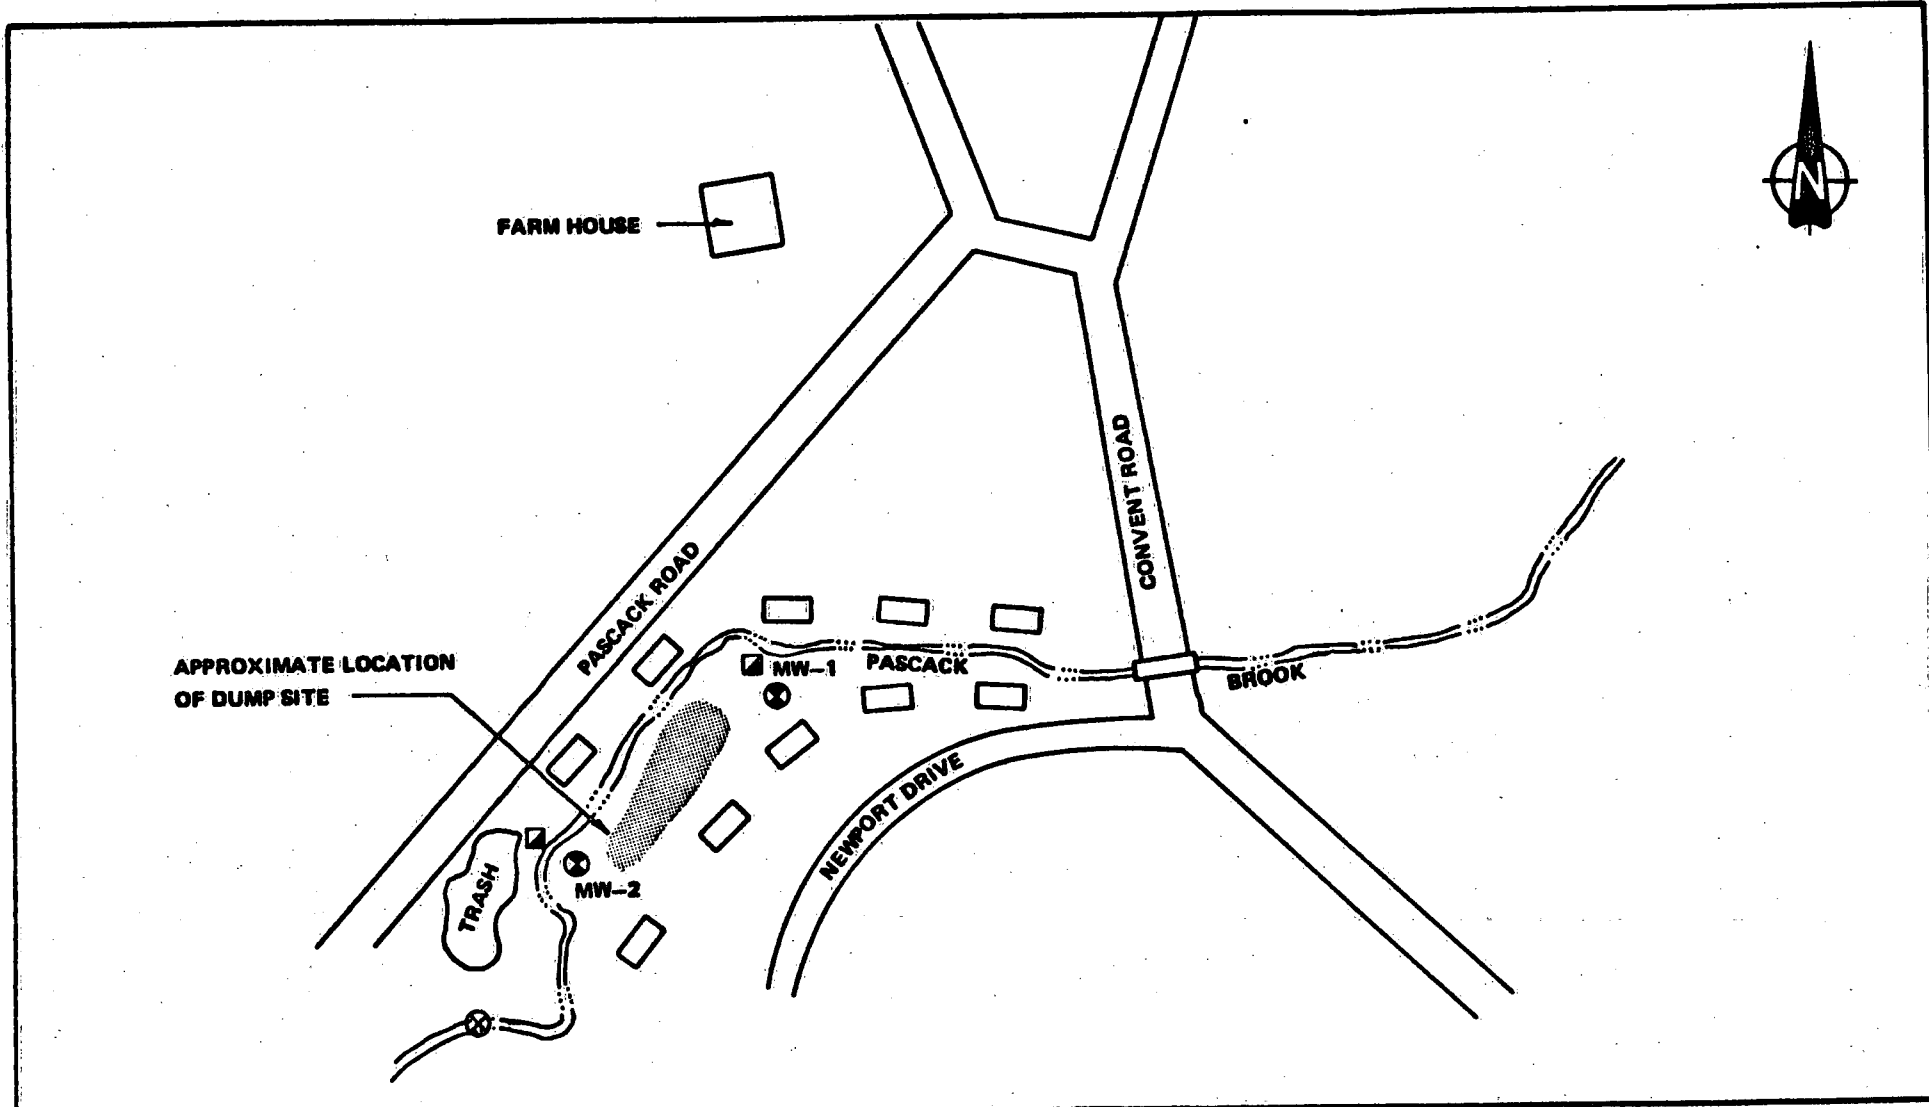 N
FARM HOUSE
CONVENT ROAD
PASCACK ROAD
APPROXIMATE LOCATION
OF DUMP SITE
MW-1
PASCACK
BROOK
NEWPORT DRIVE
TRASH
MW-2